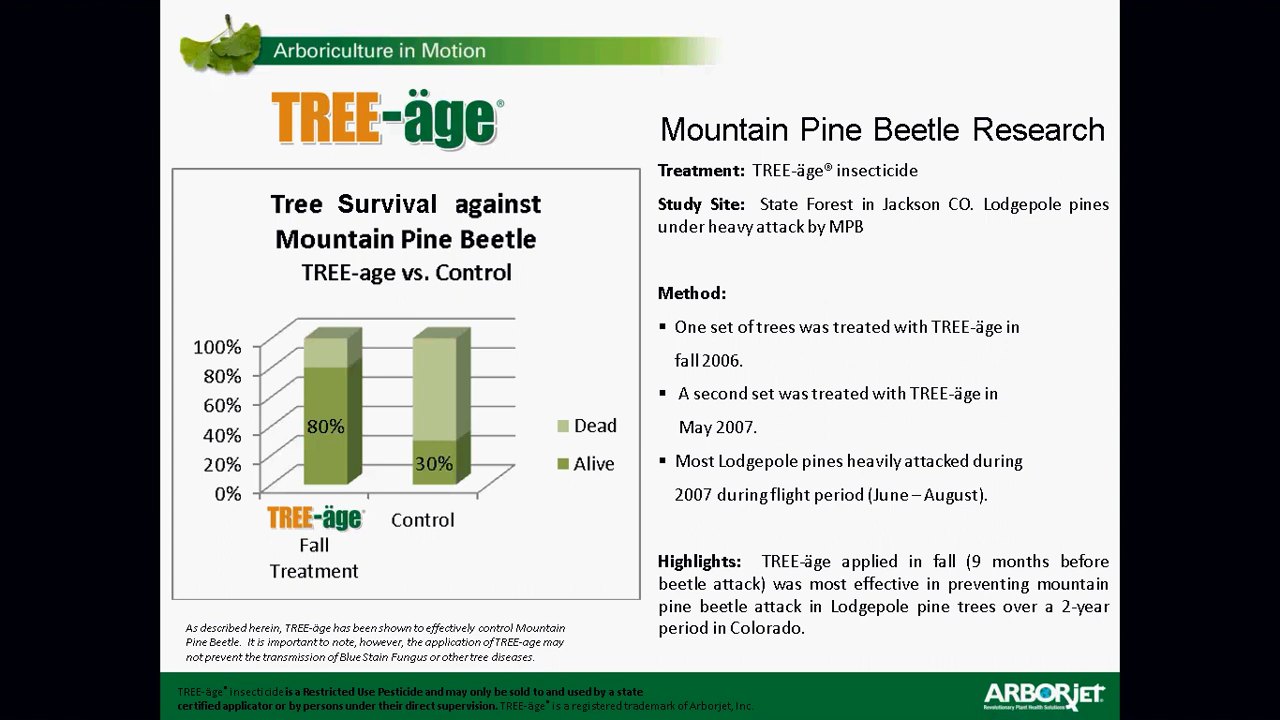 Arboriculture in Motion
TREE-äge®
Mountain Pine Beetle Research
Tree Survival against
Mountain Pine Beetle
TREE-age vs. Control
100%
80%
60%
40%
20%
0%
80%
30%
Dead
Alive
TREE-äge®
Fall
Treatment
Control
As described herein, TREE-äge has been shown to effectively control Mountain
Pine Beetle. It is important to note, however, the application of TREE-age may
not prevent the transmission of Blue Stain Fungus or other tree diseases.
Treatment: TREE-äge® insecticide
Study Site: State Forest in Jackson CO. Lodgepole pines
under heavy attack by MPB
Method:
▪ One set of trees was treated with TREE-äge in
fall 2006.
▪ A second set was treated with TREE-äge in
May 2007.
▪ Most Lodgepole pines heavily attacked during
2007 during flight period (June – August).
Highlights: TREE-äge applied in fall (9 months before
beetle attack) was most effective in preventing mountain
pine beetle attack in Lodgepole pine trees over a 2-year
period in Colorado.
TREE-äge® Insecticide is a Restricted Use Pesticide and may only be sold to and used by a state
certified applicator or by persons under their direct supervision. TREE-äge® is a registered trademark of Arborjet, Inc.
ARBORjet
Revolutionary Plant Health Solutions